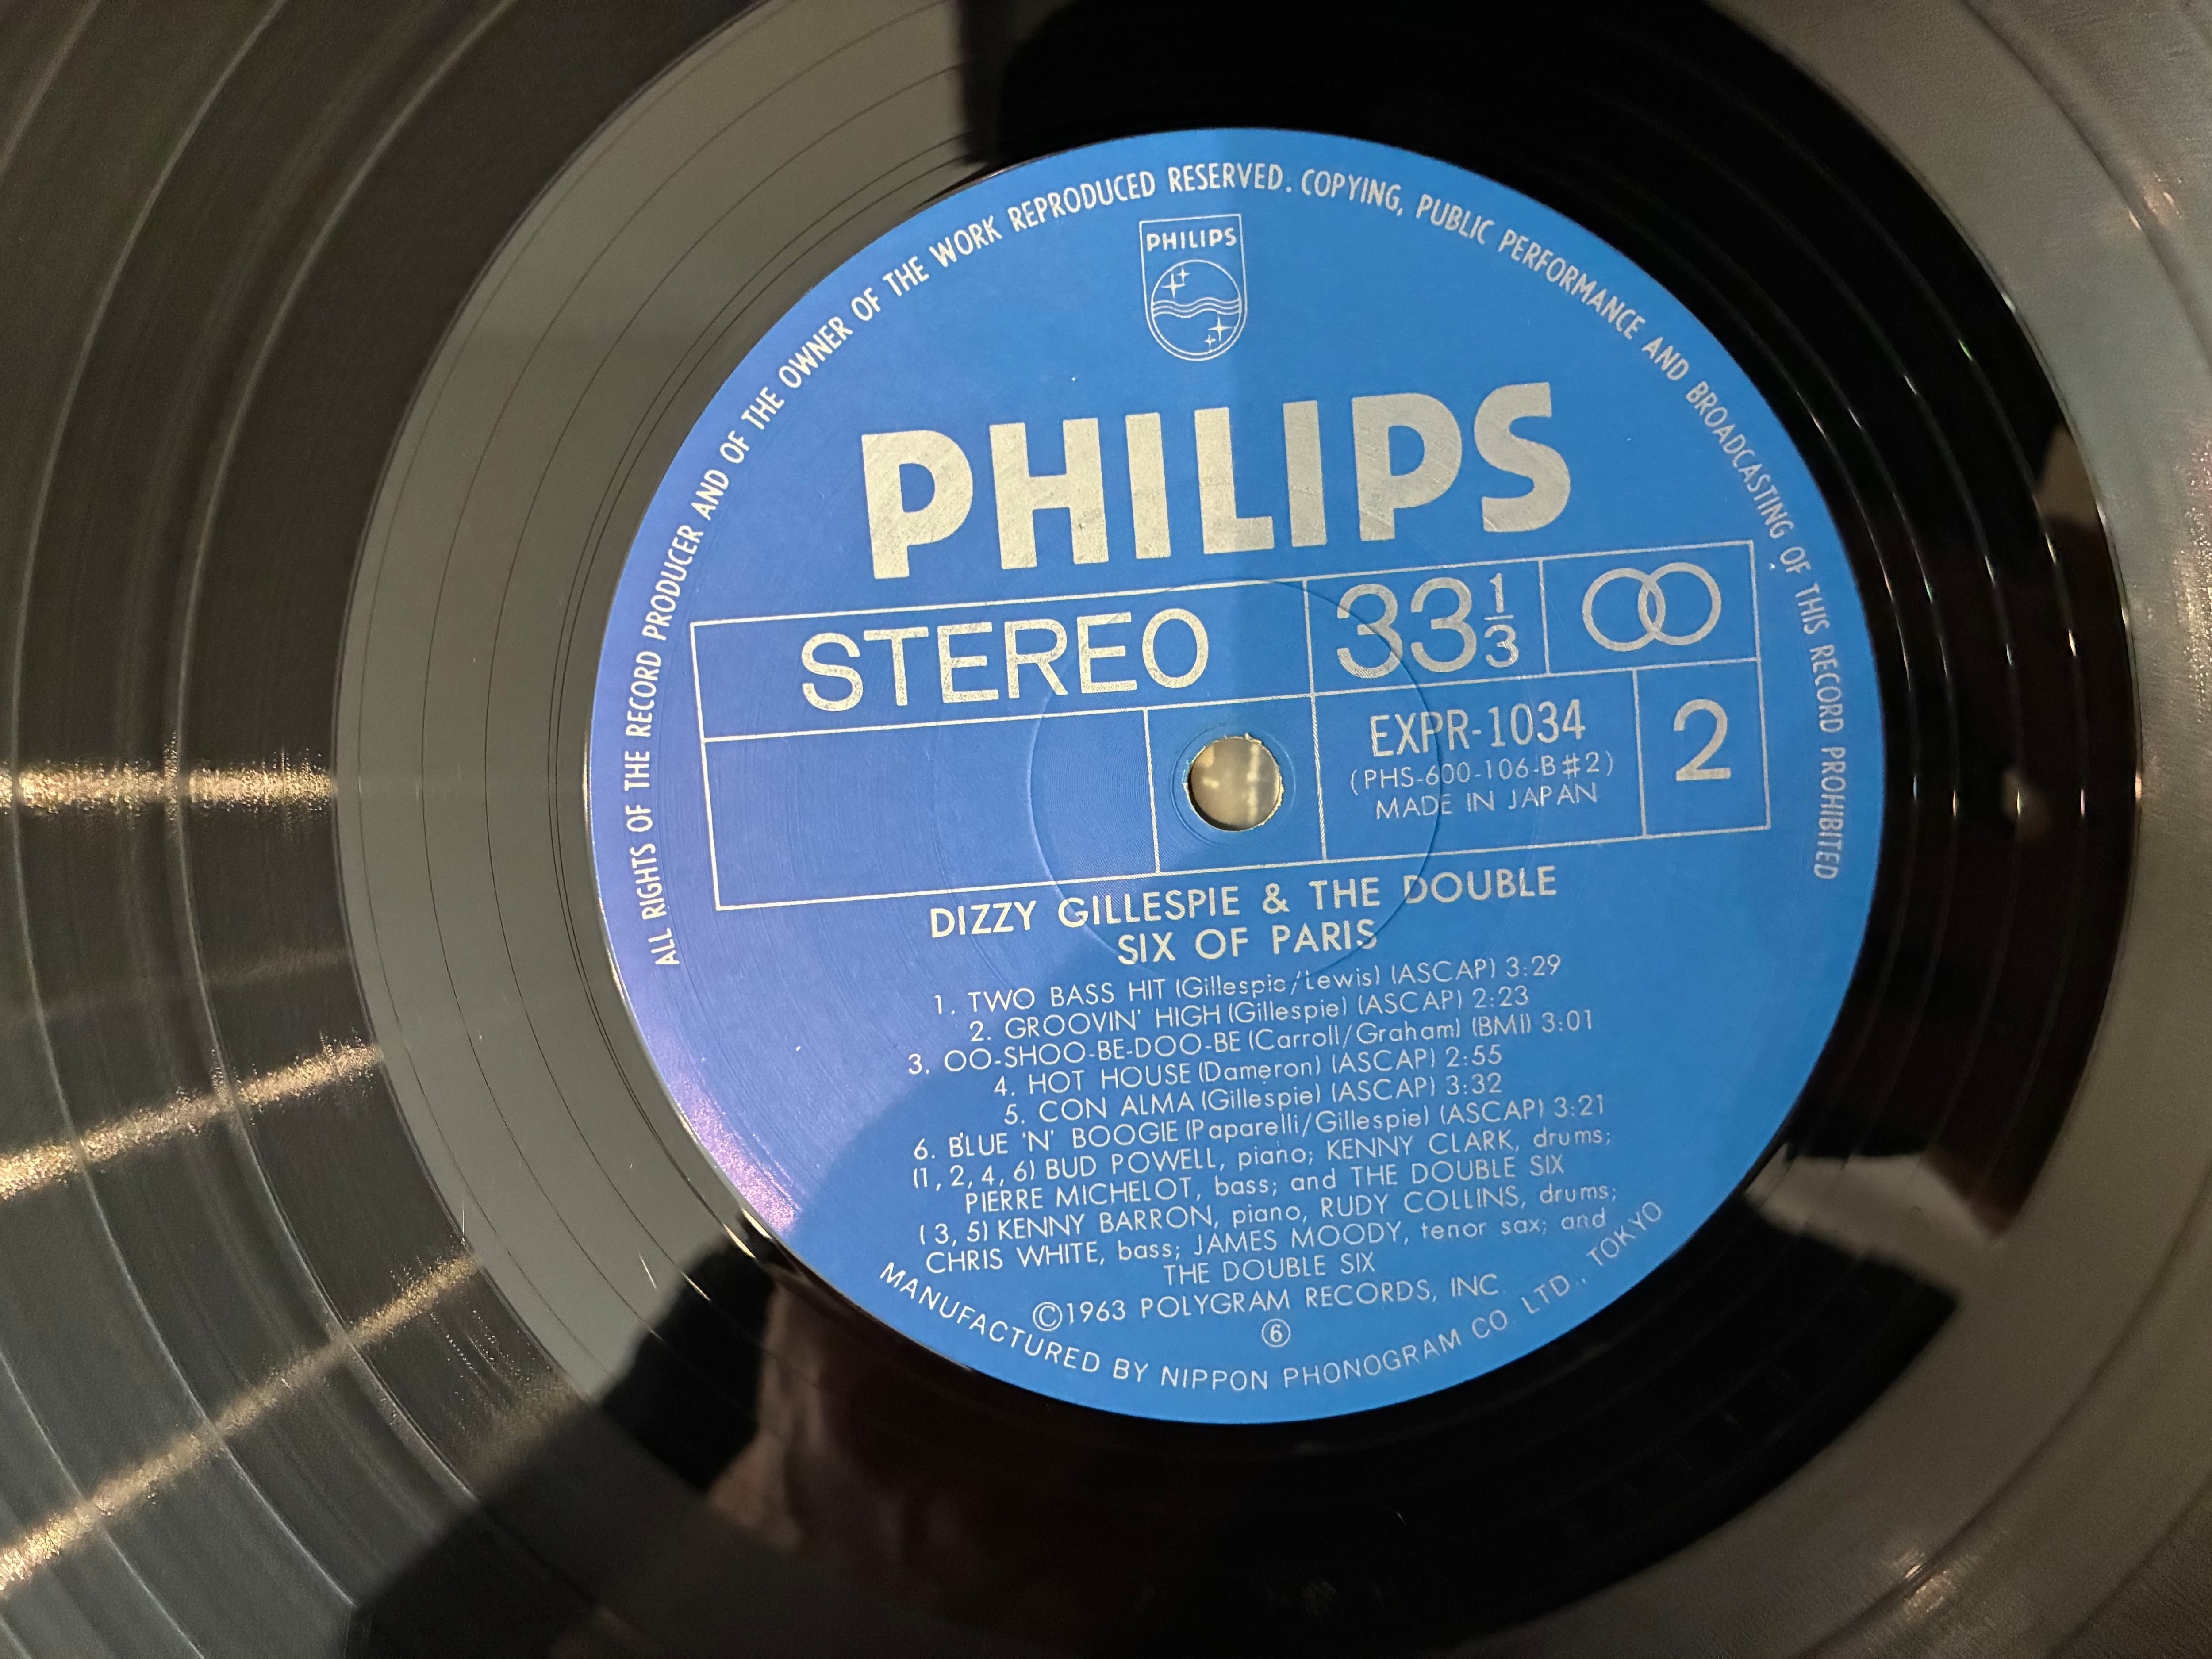 ALL RIGHTS OF THE RECORD PRODUCER AND OF THE OWNER OF THE WORK REPRODUCED RESERVED. COPYING, PUBLIC PERFORMANCE AND BROADCASTING OF THIS RECORD PROHIBITED
PHILIPS
PHILIPS
STEREO 33 1/3
EXPR-1034
(PHS-600-106-B#2)
MADE IN JAPAN
2
DIZZY GILLESPIE & THE DOUBLE
SIX OF PARIS
1. TWO BASS HIT (Gillespie/Lewis) (ASCAP) 3:29
2. GROOVIN' HIGH (Gillespie) (ASCAP) 2:23
3. OO-SHOO-BE-DOO-BE (Carroll/Graham) (BMI) 3:01
4. HOT HOUSE (Dameron) (ASCAP) 2:55
5. CON ALMA (Gillespie) (ASCAP) 3:32
6. BLUE 'N' BOOGIE (Paparelli/Gillespie) (ASCAP) 3:21
(1, 2, 4, 6) BUD POWELL, piano; KENNY CLARK, drums;
PIERRE MICHELOT, bass; and THE DOUBLE SIX
(3, 5) KENNY BARRON, piano, RUDY COLLINS, drums;
CHRIS WHITE, bass; JAMES MOODY, tenor sax; and
THE DOUBLE SIX
©1963 POLYGRAM RECORDS, INC.
⑥
MANUFACTURED BY NIPPON PHONOGRAM CO. LTD., TOKYO